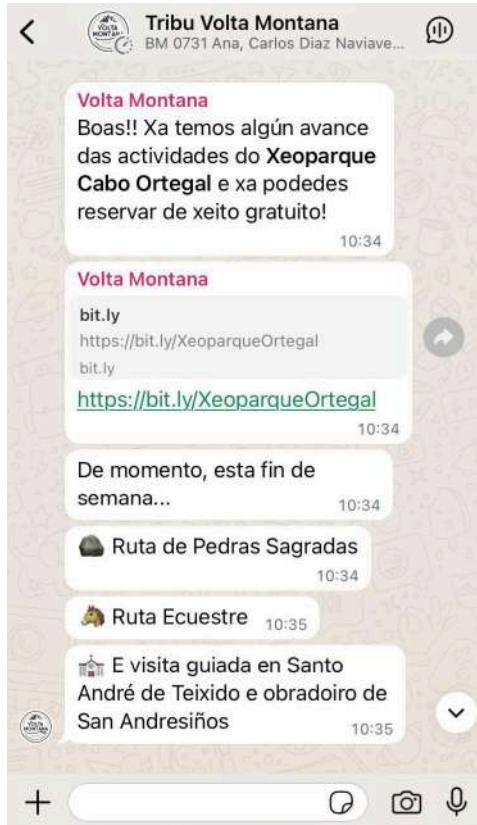 Tribu Volta Montana
BM 0731 Ana, Carlos Diaz Naviave...
Volta Montana
Boas!! Xa temos algún avance
das actividades do Xeoparque
Cabo Ortegal e xa podedes
reservar de xeito gratuito!
10:34
Volta Montana
bit.ly
https://bit.ly/XeoparqueOrtegal
bit.ly
https://bit.ly/XeoparqueOrtegal
10:34
De momento, esta fin de
semana...
10:34
Ruta de Pedras Sagradas
10:34
Ruta Ecuestre
10:35
E visita guiada en Santo
André de Teixido e obradoiro de
San Andresiños
10:35